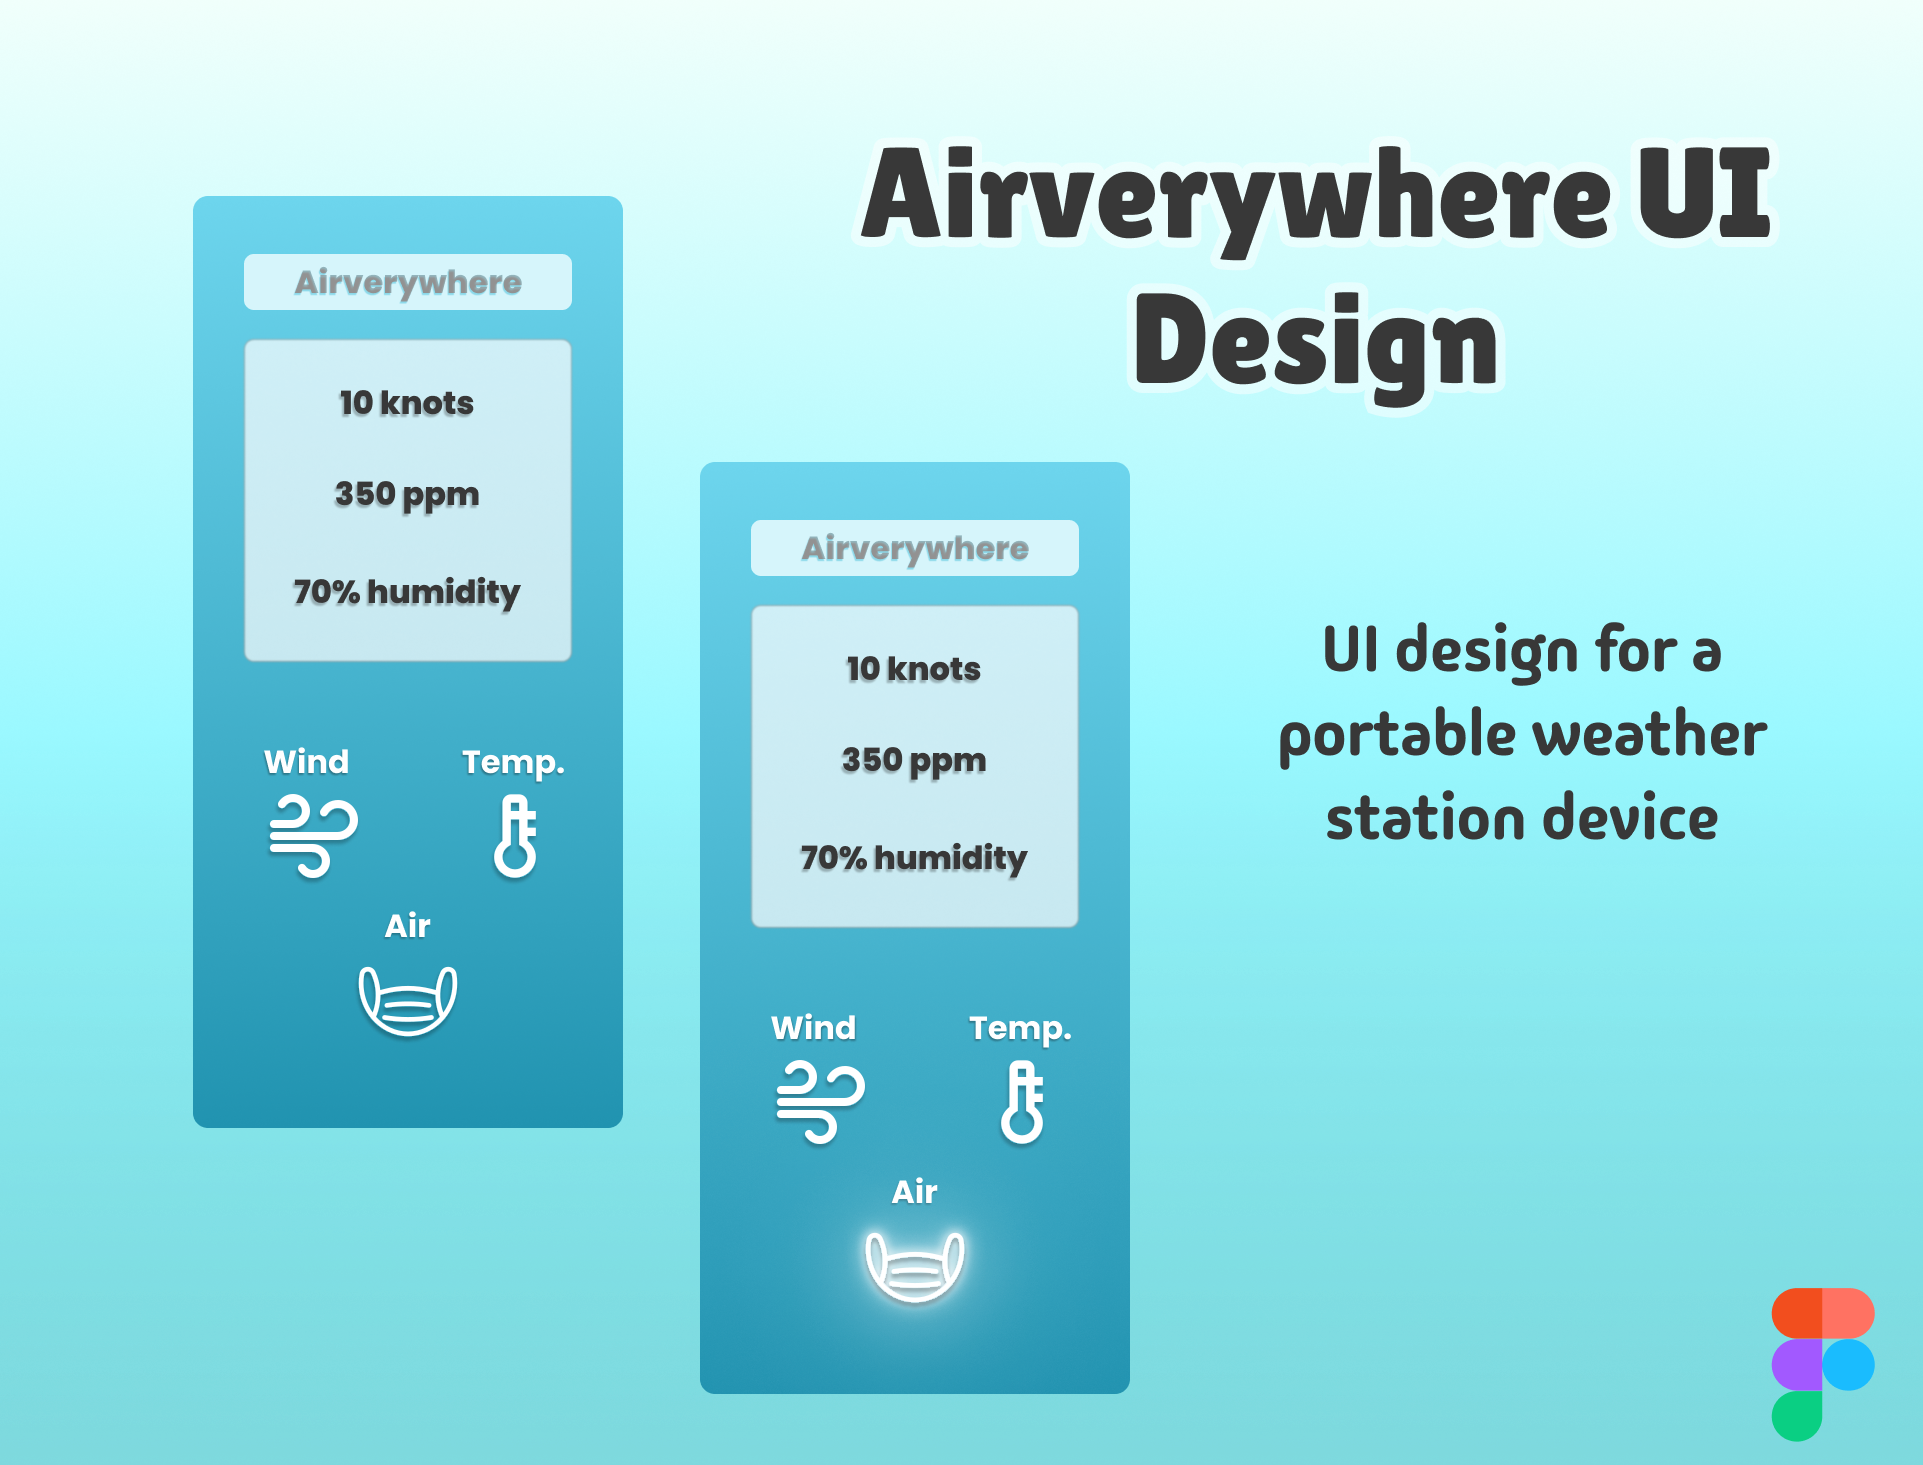 Airverywhere UI
Design
Airverywhere
10 knots
350 ppm
70% humidity
Wind
Temp.
Air
Airverywhere
10 knots
350 ppm
70% humidity
Wind
Temp.
Air
UI design for a
portable weather
station device